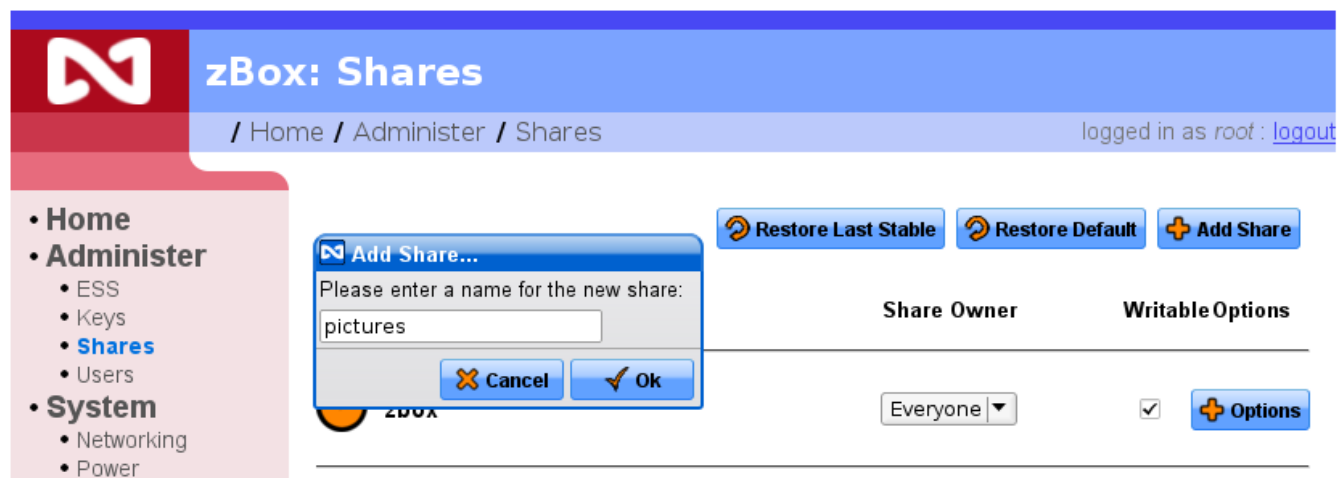 zBox: Shares
/ Home / Administer / Shares
logged in as root : logout
• Home
• Administer
• ESS
• Keys
• Shares
• Users
• System
• Networking
• Power
Restore Last Stable
Restore Default
Add Share
Add Share...
Please enter a name for the new share:
pictures
Cancel
Ok
Share Owner
Writable Options
zbox
Everyone
Options